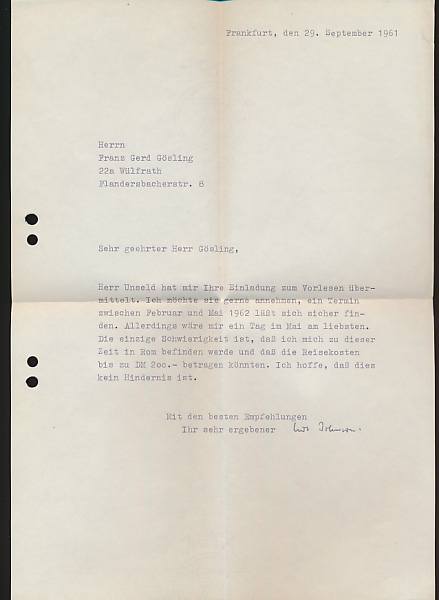 Frankfurt, den 29. September 1961
Herrn
Franz Gerd Gösling
22a Wülfrath
Flandersbacherstr. 8
Sehr geehrter Herr Gösling,
Herr Unseld hat mir Ihre Einladung zum Vorlesen über-
mittelt. Ich möchte sie gerne annehmen, ein Termin
zwischen Februar und Mai 1962 läßt sich sicher fin-
den. Allerdings wäre mir ein Tag im Mai am liebsten.
Die einzige Schwierigkeit ist, daß ich mich zu dieser
Zeit in Rom befinden werde und daß die Reisekosten
bis zu DM 200.- betragen könnten. Ich hoffe, daß dies
kein Hindernis ist.
Mit den besten Empfehlungen
Ihr sehr ergebener Uwe Johnson.